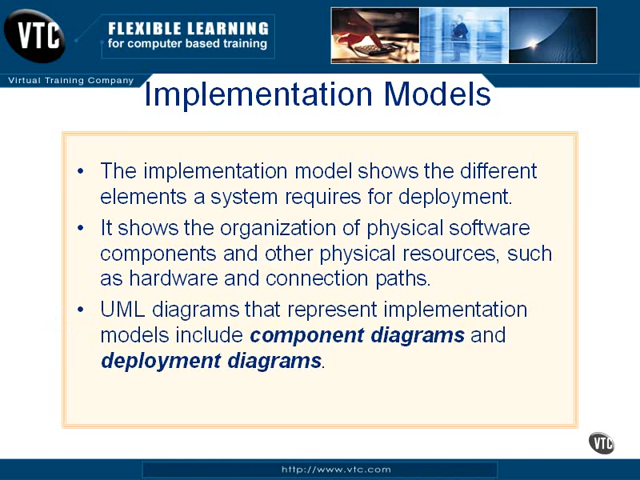 VTC
FLEXIBLE LEARNING
for computer based training
Virtual Training Company
Implementation Models
• The implementation model shows the different
elements a system requires for deployment.
• It shows the organization of physical software
components and other physical resources, such
as hardware and connection paths.
• UML diagrams that represent implementation
models include component diagrams and
deployment diagrams.
VTC
http://www.vtc.com